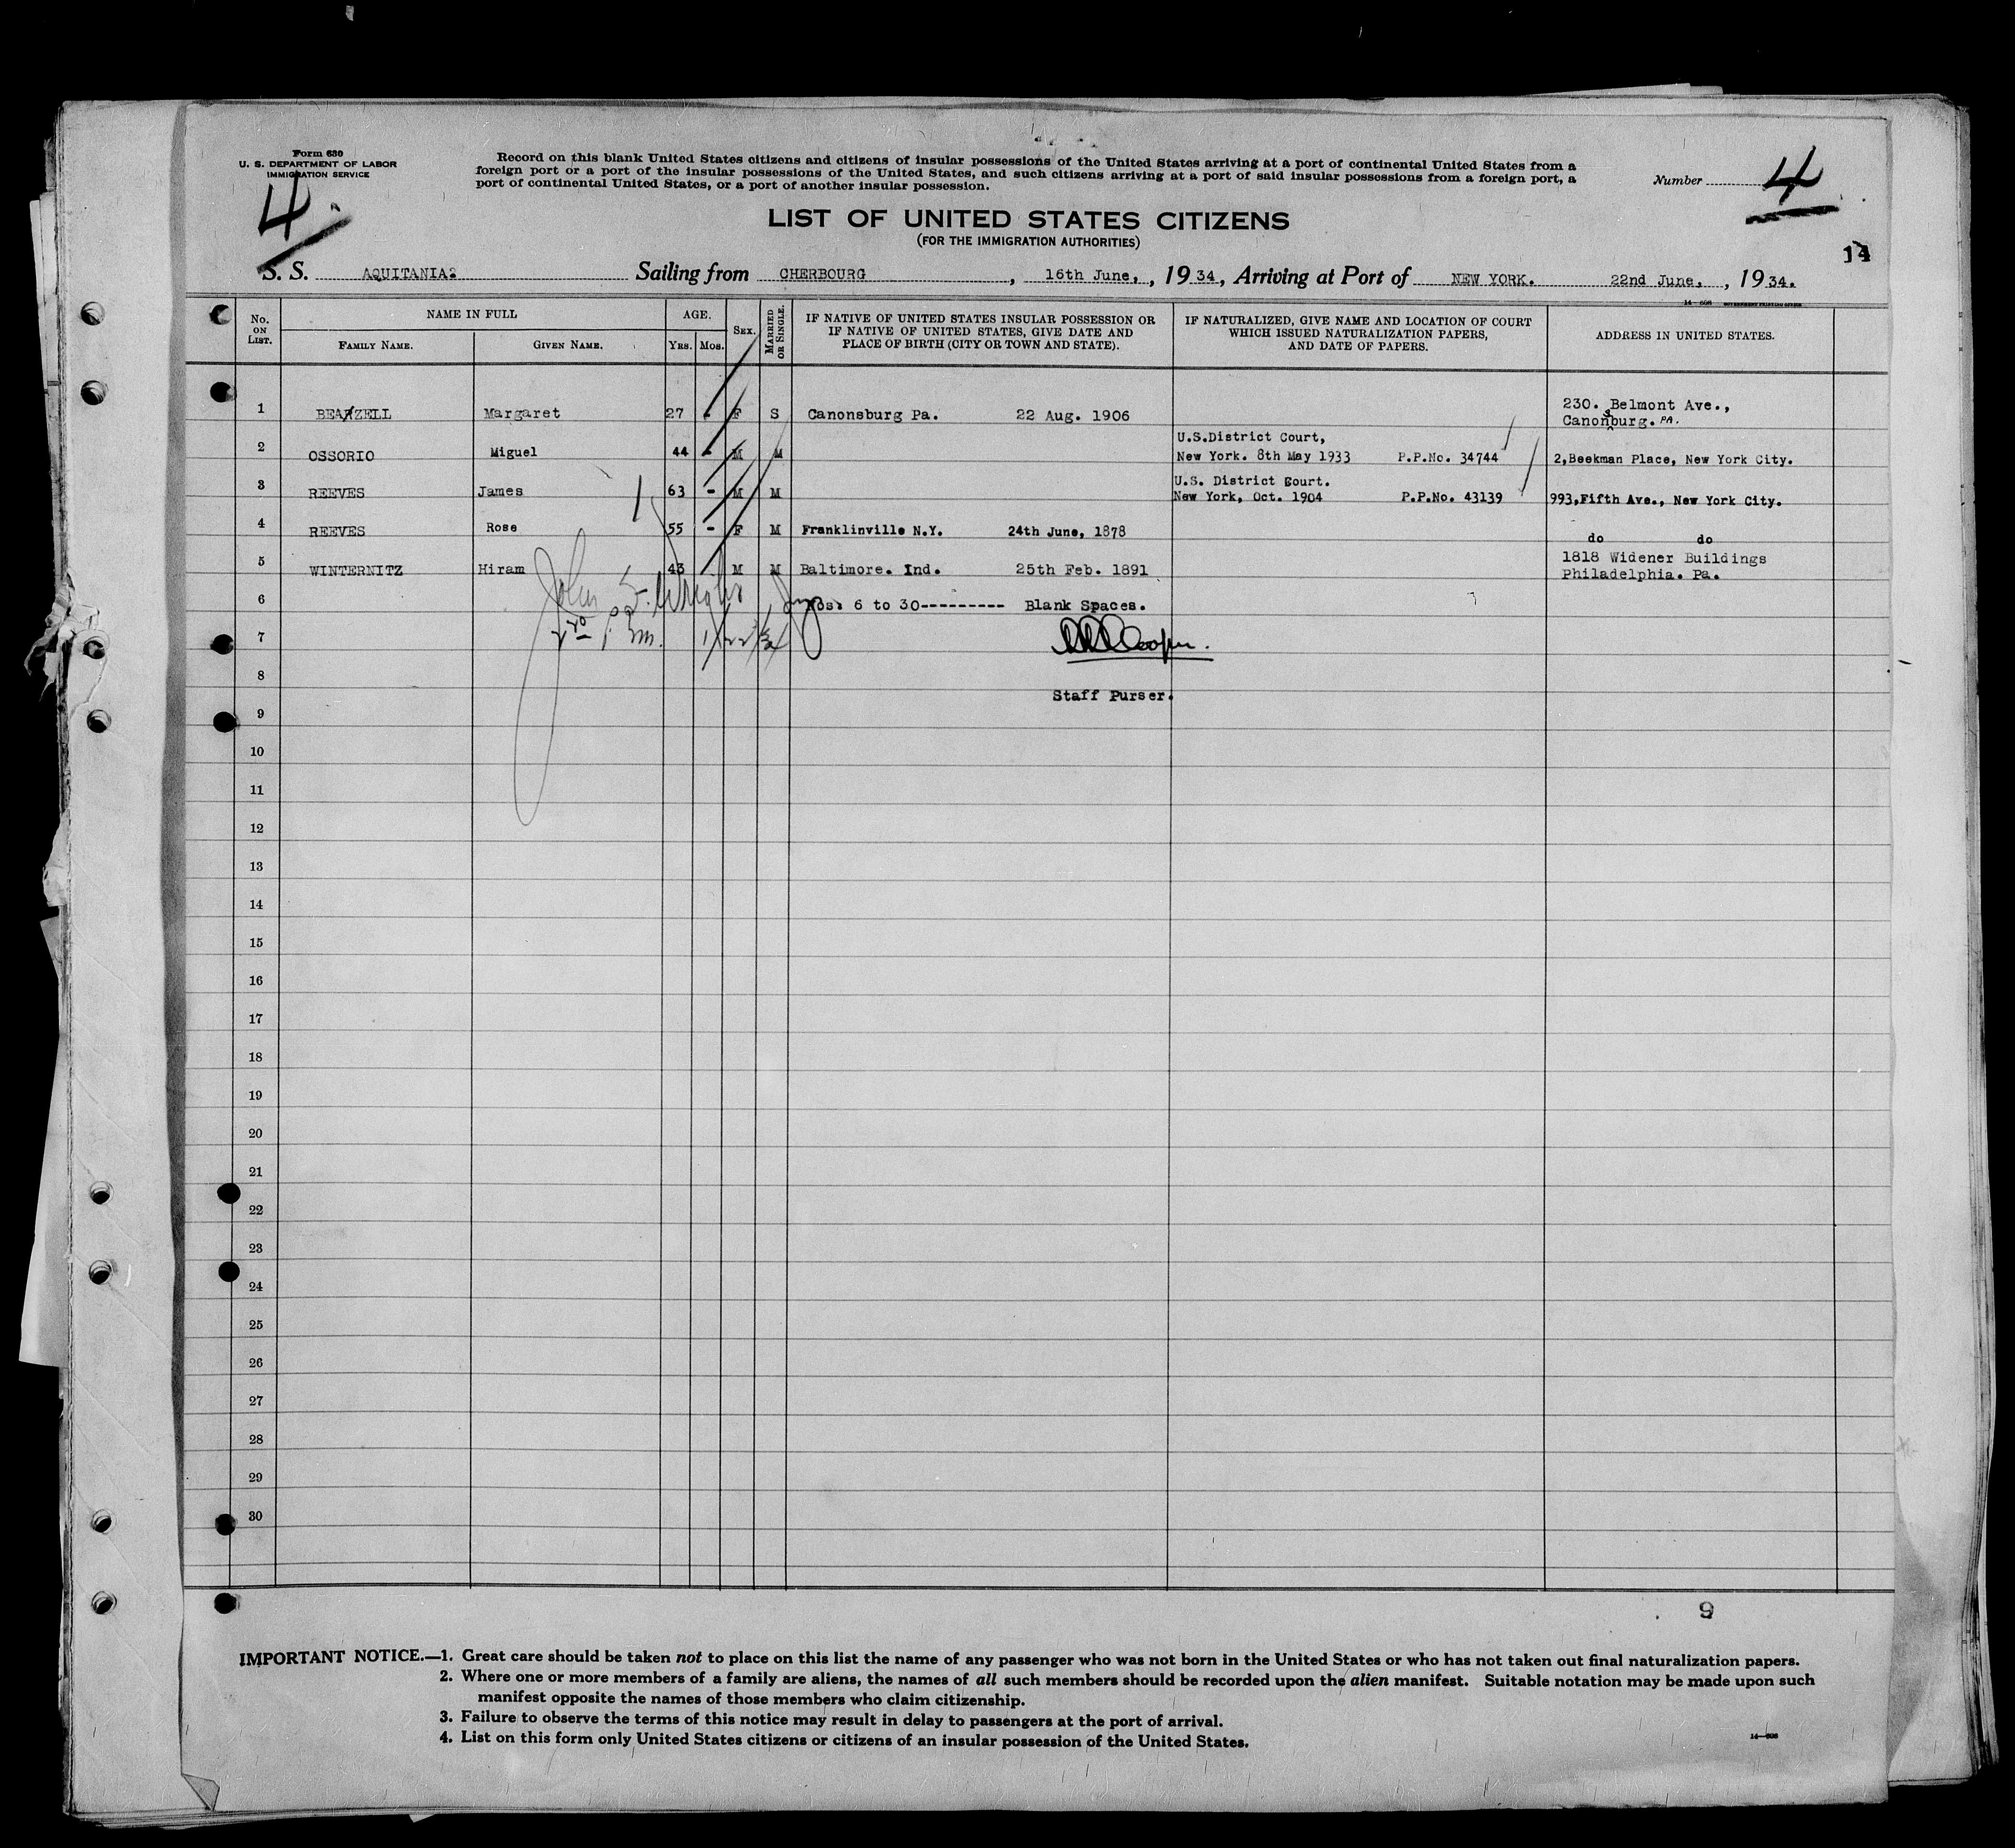 Form 630
U. S. DEPARTMENT OF LABOR
IMMIGRATION SERVICE
4.
Record on this blank United States citizens and citizens of insular possessions of the United States arriving at a port of continental United States from a
foreign port or a port of the insular possessions of the United States, and such citizens arriving at a port of said insular possessions from a foreign port, a
port of continental United States, or a port of another insular possession.
Number 4
LIST OF UNITED STATES CITIZENS
(FOR THE IMMIGRATION AUTHORITIES)
14
S. S. AQUITANIA Sailing from CHERBOURG , 16th June, , 1934, Arriving at Port of NEW YORK. 22nd June, , 1934.
No. ON LIST. NAME IN FULL AGE. SEX. MARRIED OR SINGLE. IF NATIVE OF UNITED STATES INSULAR POSSESSION OR IF NATIVE OF UNITED STATES, GIVE DATE AND PLACE OF BIRTH (CITY OR TOWN AND STATE). IF NATURALIZED, GIVE NAME AND LOCATION OF COURT WHICH ISSUED NATURALIZATION PAPERS, AND DATE OF PAPERS. ADDRESS IN UNITED STATES.
FAMILY NAME. GIVEN NAME. YRS. MOS.
1 BEAZELL Margaret 27 - F S Canonsburg Pa. 22 Aug. 1906 230. Belmont Ave., Canonsburg. PA.
2 OSSORIO Miguel 44 - M M U.S.District Court, New York. 8th May 1933 P.P.No. 34744 2,Beekman Place, New York City.
3 REEVES James 63 - M M U.S. District Court. New York, Oct. 1904 P.P.No. 43139 993,Fifth Ave., New York City.
4 REEVES Rose 55 - F M Franklinville N.Y. 24th June, 1878 do do
5 WINTERNITZ Hiram 43 M M Baltimore. Ind. 25th Feb. 1891 1818 Widener Buildings Philadelphia. Pa.
6 Nos. 6 to 30--------- Blank Spaces.
7
8 Staff Purser.
9
10
11
12
13
14
15
16
17
18
19
20
21
22
23
24
25
26
27
28
29
30
9
IMPORTANT NOTICE.—1. Great care should be taken not to place on this list the name of any passenger who was not born in the United States or who has not taken out final naturalization papers.
2. Where one or more members of a family are aliens, the names of all such members should be recorded upon the alien manifest. Suitable notation may be made upon such
manifest opposite the names of those members who claim citizenship.
3. Failure to observe the terms of this notice may result in delay to passengers at the port of arrival.
4. List on this form only United States citizens or citizens of an insular possession of the United States.